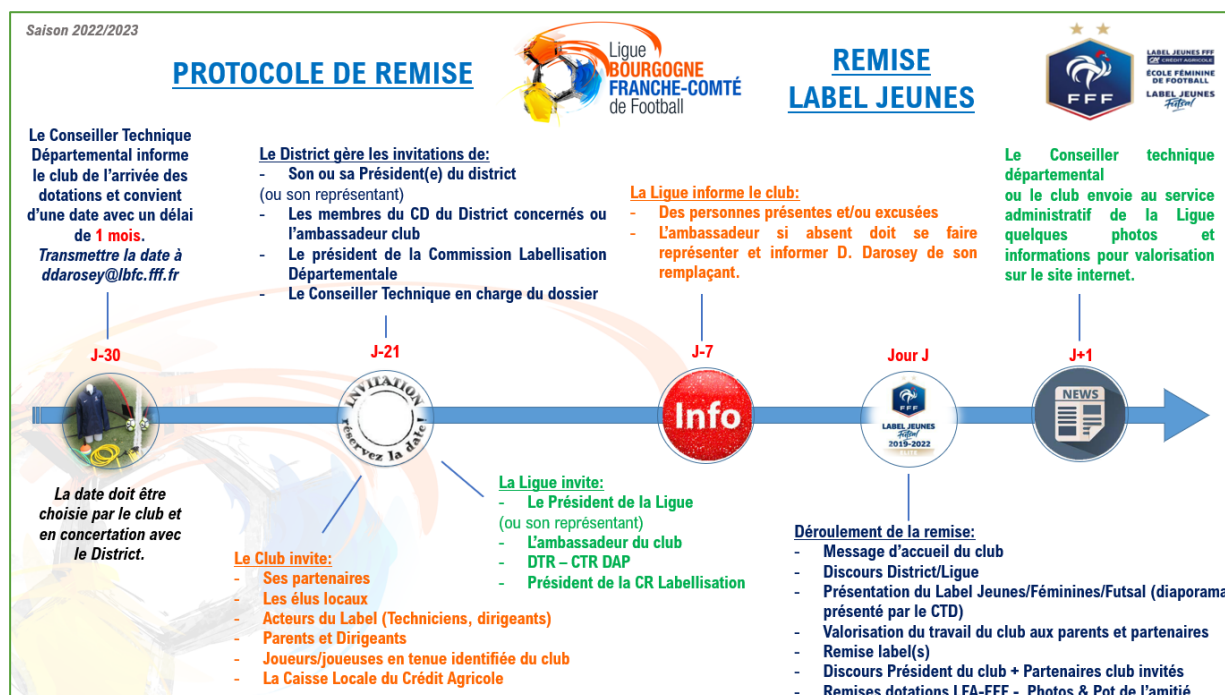 Saison 2022/2023
PROTOCOLE DE REMISE
Ligue
BOURGOGNE
FRANCHE-COMTÉ
de Football
REMISE
LABEL JEUNES
FFF
LABEL JEUNES FFF
CA CRÉDIT AGRICOLE
ÉCOLE FÉMININE
DE FOOTBALL
LABEL JEUNES
Futsal
Le Conseiller Technique
Départemental informe
le club de l'arrivée des
dotations et convient
d'une date avec un délai
de 1 mois.
Transmettre la date à
ddarosey@lbfc.fff.fr
Le District gère les invitations de:
- Son ou sa Président(e) du district
(ou son représentant)
- Les membres du CD du District concernés ou
l'ambassadeur club
- Le président de la Commission Labellisation
Départementale
- Le Conseiller Technique en charge du dossier
La Ligue informe le club:
- Des personnes présentes et/ou excusées
- L'ambassadeur si absent doit se faire
représenter et informer D. Darosey de son
remplaçant.
Le Conseiller technique
départemental
ou le club envoie au service
administratif de la Ligue
quelques photos et
informations pour valorisation
sur le site internet.
J-30
J-21
J-7
Jour J
J+1
INVITATION
réservez la date !
Info
FFF
LABEL JEUNES
Futsal
2019-2022
NEWS
La date doit être
choisie par le club et
en concertation avec
le District.
Le Club invite:
- Ses partenaires
- Les élus locaux
- Acteurs du Label (Techniciens, dirigeants)
- Parents et Dirigeants
- Joueurs/joueuses en tenue identifiée du club
- La Caisse Locale du Crédit Agricole
La Ligue invite:
- Le Président de la Ligue
(ou son représentant)
- L'ambassadeur du club
- DTR – CTR DAP
- Président de la CR Labellisation
Déroulement de la remise:
- Message d'accueil du club
- Discours District/Ligue
- Présentation du Label Jeunes/Féminines/Futsal (diaporama
présenté par le CTD)
- Valorisation du travail du club aux parents et partenaires
- Remise label(s)
- Discours Président du club + Partenaires club invités
- Remises dotations LFA-FFF - Photos & Pot de l'amitié